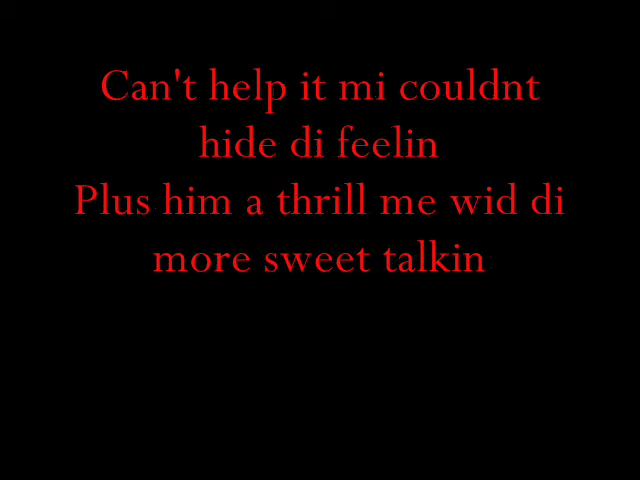 Can't help it mi couldnt
hide di feelin
Plus him a thrill me wid di
more sweet talkin